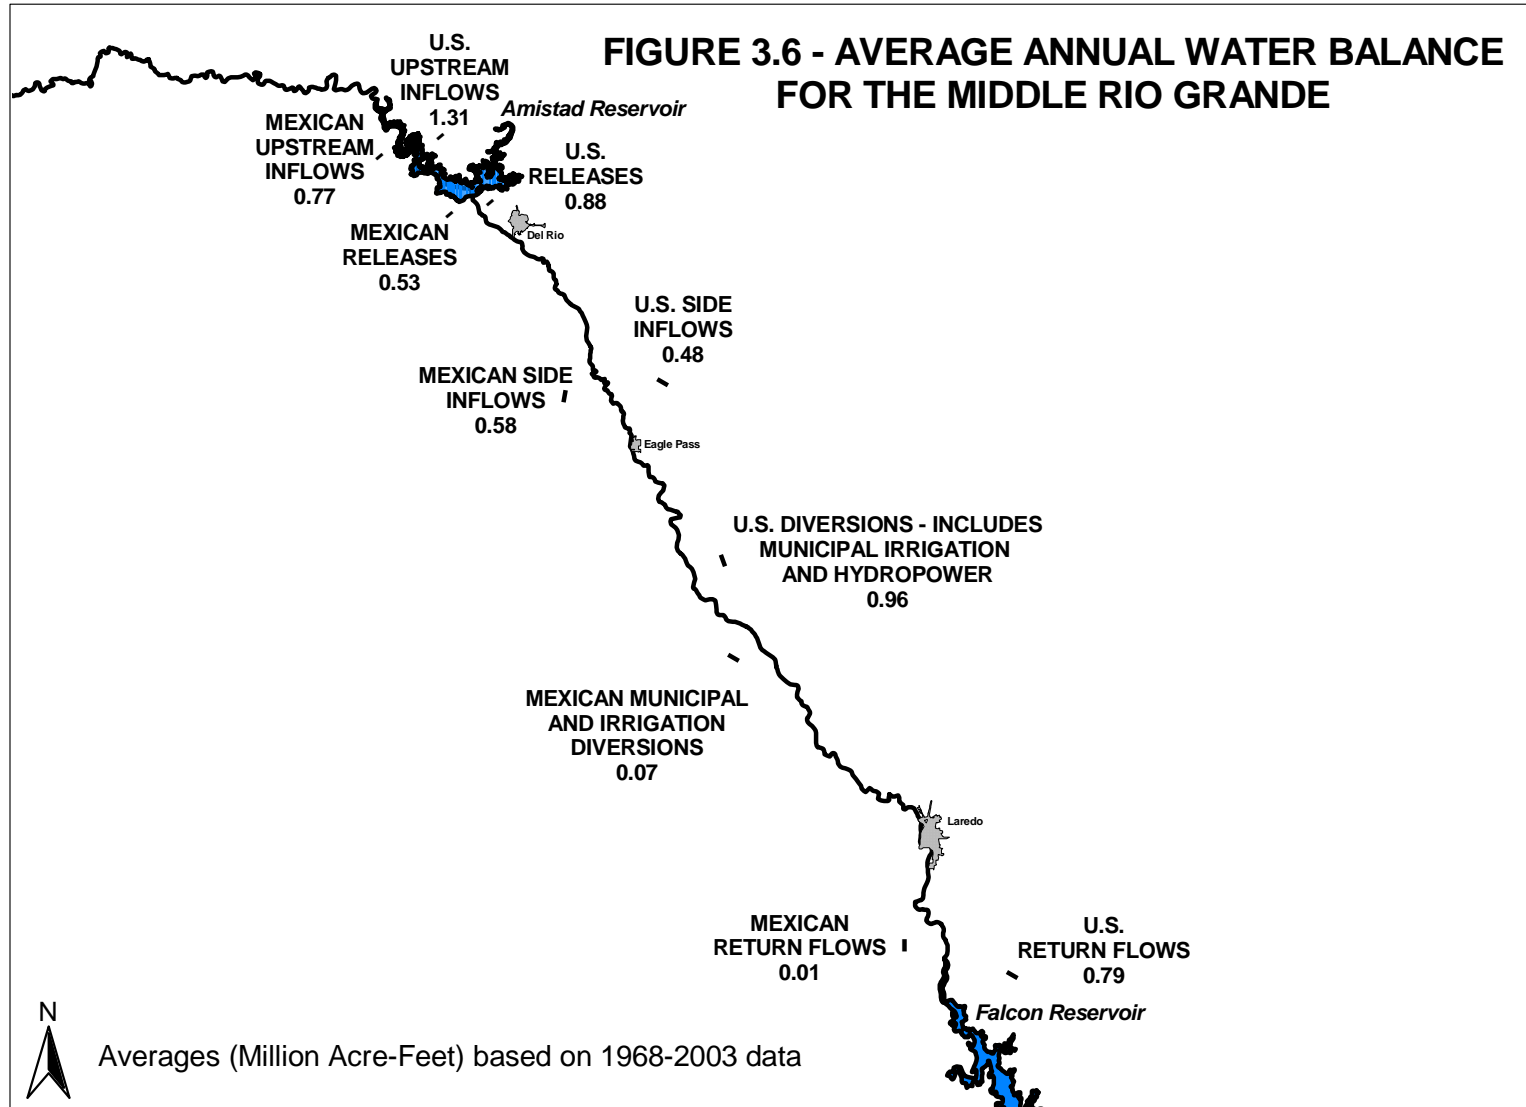 FIGURE 3.6 - AVERAGE ANNUAL WATER BALANCE
FOR THE MIDDLE RIO GRANDE
U.S.
UPSTREAM
INFLOWS
1.31
Amistad Reservoir
MEXICAN
UPSTREAM
INFLOWS
0.77
U.S.
RELEASES
0.88
MEXICAN
RELEASES
0.53
Del Rio
U.S. SIDE
INFLOWS
0.48
MEXICAN SIDE
INFLOWS
0.58
Eagle Pass
U.S. DIVERSIONS - INCLUDES
MUNICIPAL IRRIGATION
AND HYDROPOWER
0.96
MEXICAN MUNICIPAL
AND IRRIGATION
DIVERSIONS
0.07
Laredo
MEXICAN
RETURN FLOWS
0.01
U.S.
RETURN FLOWS
0.79
Falcon Reservoir
N
Averages (Million Acre-Feet) based on 1968-2003 data